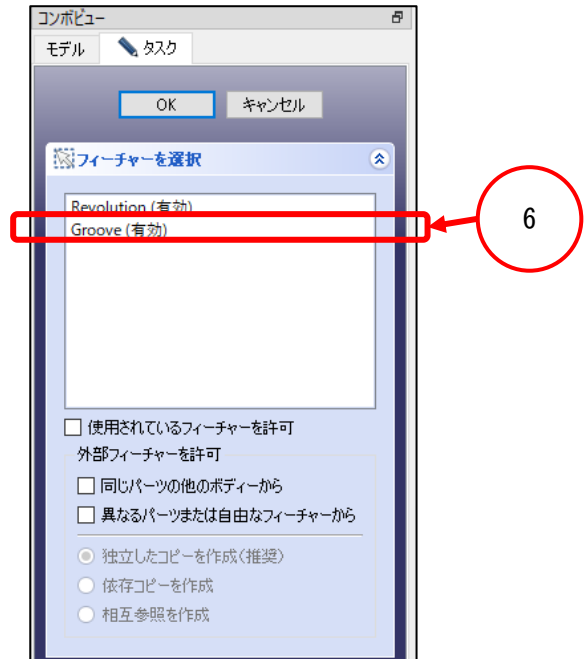 コンボビュー
モデル タスク
OK キャンセル
フィーチャーを選択
Revolution (有効)
Groove (有効)
6
使用されているフィーチャーを許可
外部フィーチャーを許可
同じパーツの他のボディーから
異なるパーツまたは自由なフィーチャーから
独立したコピーを作成(推奨)
依存コピーを作成
相互参照を作成